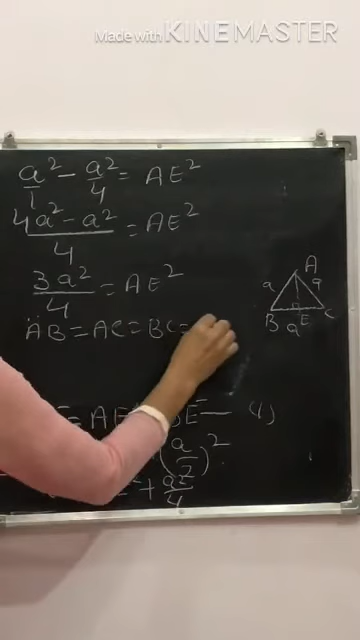 Made with KINEMASTER
a²/1 - a²/4 = AE²
4a² - a²/4 = AE²
3a²/4 = AE²
A
a a
B E C
a
AB = AC = BC =
= AE E — 4)
(a/2)²
+ a²/4